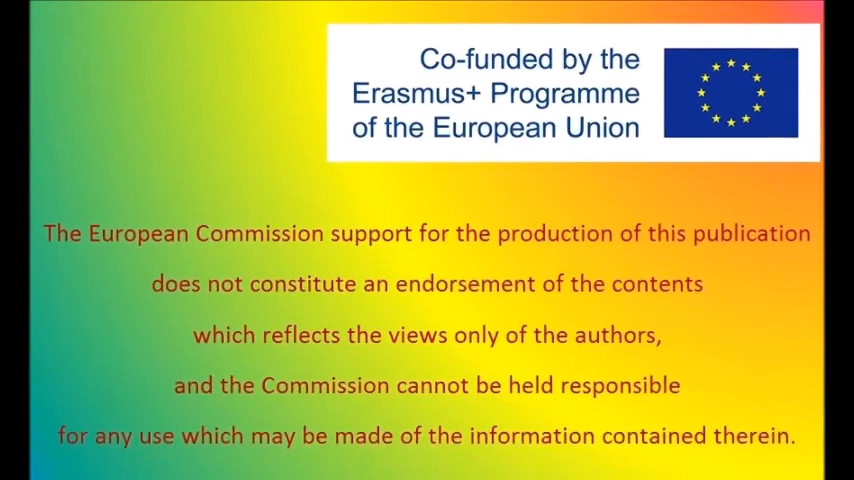 Co-funded by the
Erasmus+ Programme
of the European Union
The European Commission support for the production of this publication
does not constitute an endorsement of the contents
which reflects the views only of the authors,
and the Commission cannot be held responsible
for any use which may be made of the information contained therein.